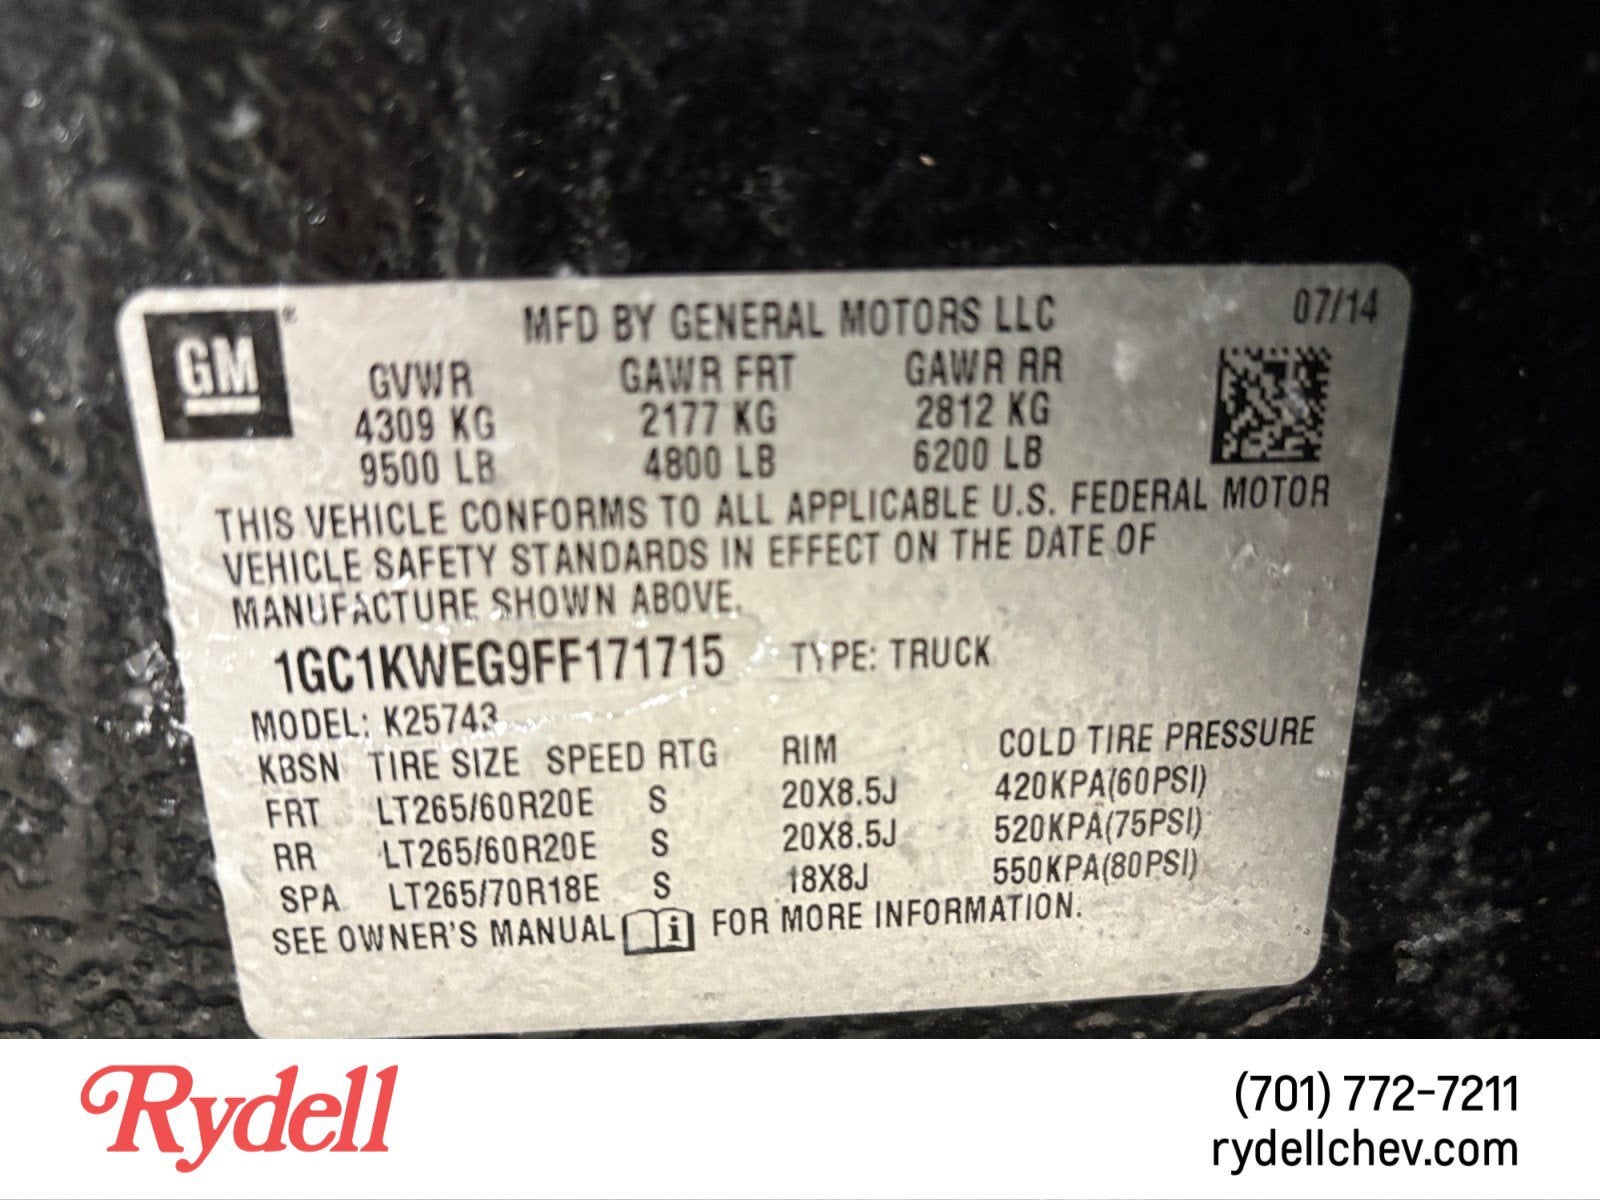 GM®
MFD BY GENERAL MOTORS LLC 07/14
GVWR GAWR FRT GAWR RR
4309 KG 2177 KG 2812 KG
9500 LB 4800 LB 6200 LB
THIS VEHICLE CONFORMS TO ALL APPLICABLE U.S. FEDERAL MOTOR
VEHICLE SAFETY STANDARDS IN EFFECT ON THE DATE OF
MANUFACTURE SHOWN ABOVE.
1GC1KWEG9FF171715 TYPE: TRUCK
MODEL: K25743
KBSN TIRE SIZE SPEED RTG RIM COLD TIRE PRESSURE
FRT LT265/60R20E S 20X8.5J 420KPA(60PSI)
RR LT265/60R20E S 20X8.5J 520KPA(75PSI)
SPA LT265/70R18E S 18X8J 550KPA(80PSI)
SEE OWNER'S MANUAL i FOR MORE INFORMATION.
Rydell
(701) 772-7211
rydellchev.com